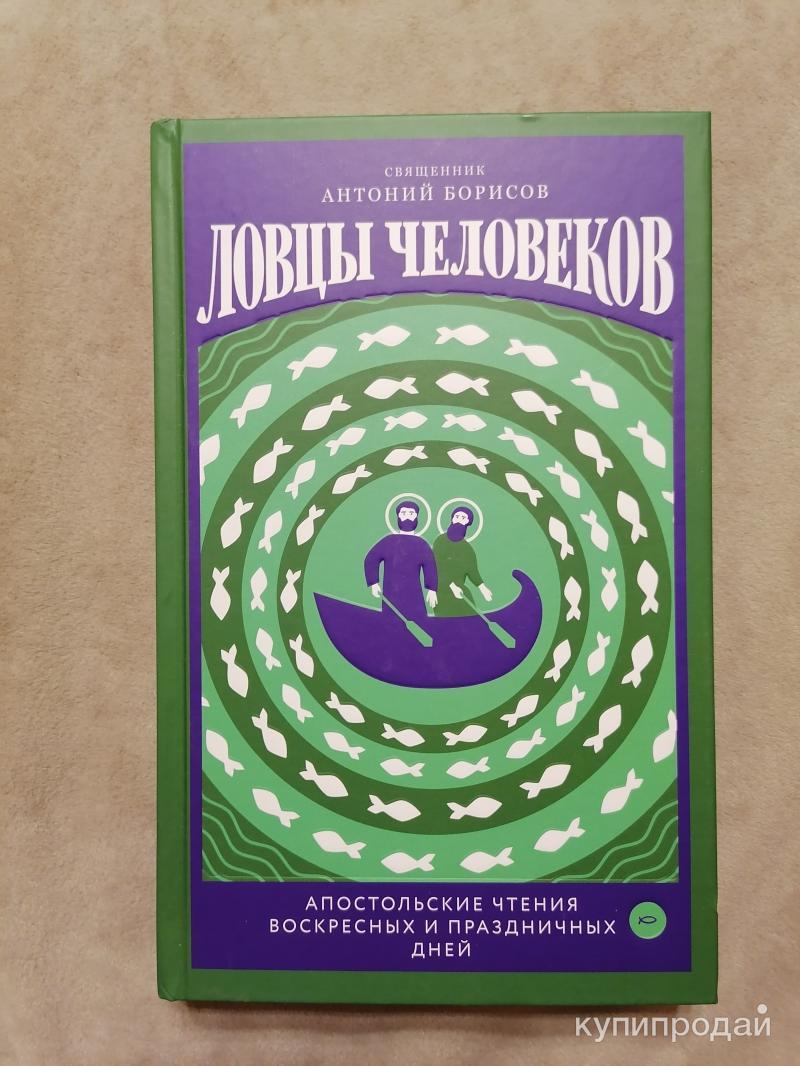 СВЯЩЕННИК
АНТОНИЙ БОРИСОВ
ЛОВЦЫ ЧЕЛОВЕКОВ
АПОСТОЛЬСКИЕ ЧТЕНИЯ
ВОСКРЕСНЫХ И ПРАЗДНИЧНЫХ
ДНЕЙ
купипродай